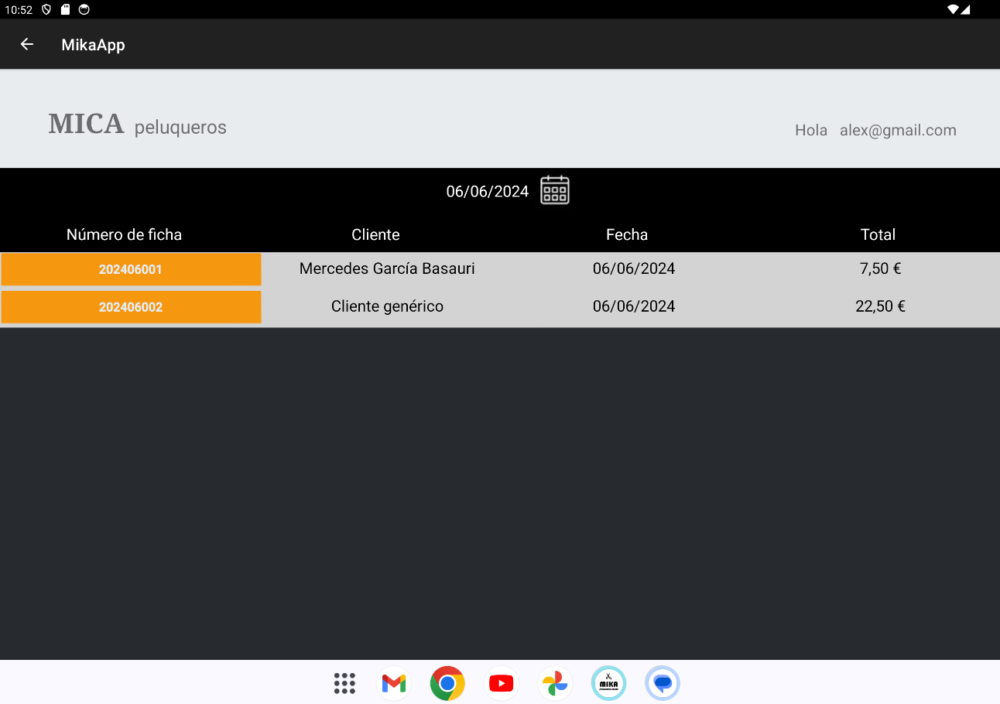 10:52
MikaApp
MICA peluqueros
Hola alex@gmail.com
06/06/2024
Número de ficha Cliente Fecha Total
202406001 Mercedes García Basauri 06/06/2024 7,50 €
202406002 Cliente genérico 06/06/2024 22,50 €
MIKA